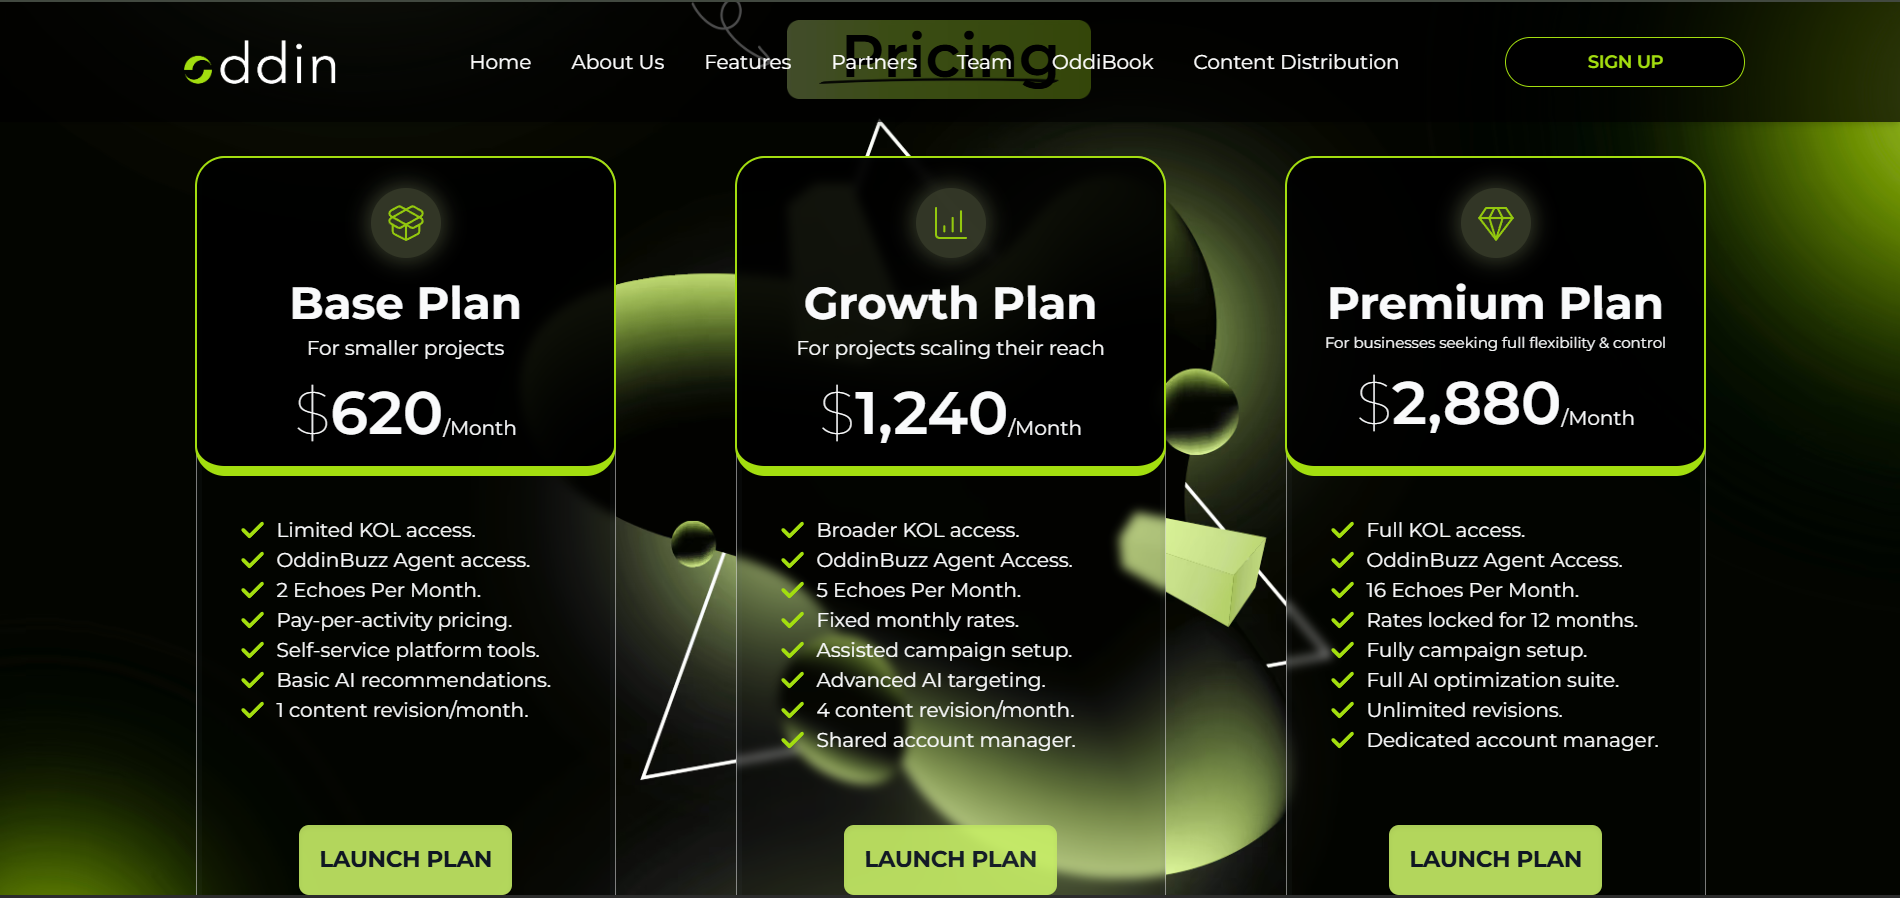 oddin
Home About Us Features Partners Team OddiBook Content Distribution
SIGN UP
Pricing
Base Plan
For smaller projects
$620/Month
Limited KOL access.
OddinBuzz Agent access.
2 Echoes Per Month.
Pay-per-activity pricing.
Self-service platform tools.
Basic AI recommendations.
1 content revision/month.
LAUNCH PLAN
Growth Plan
For projects scaling their reach
$1,240/Month
Broader KOL access.
OddinBuzz Agent Access.
5 Echoes Per Month.
Fixed monthly rates.
Assisted campaign setup.
Advanced AI targeting.
4 content revision/month.
Shared account manager.
LAUNCH PLAN
Premium Plan
For businesses seeking full flexibility & control
$2,880/Month
Full KOL access.
OddinBuzz Agent Access.
16 Echoes Per Month.
Rates locked for 12 months.
Fully campaign setup.
Full AI optimization suite.
Unlimited revisions.
Dedicated account manager.
LAUNCH PLAN